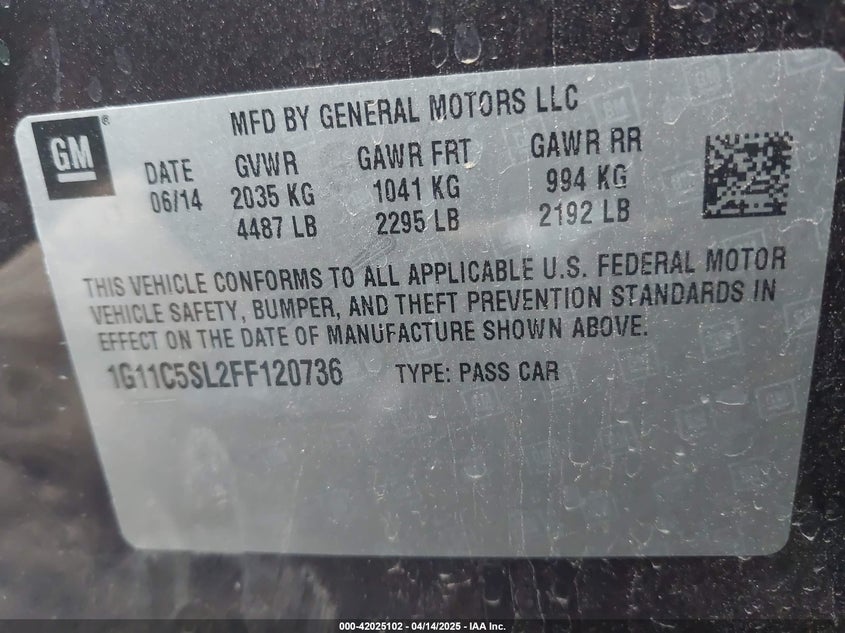 MFD BY GENERAL MOTORS LLC
GM®
DATE GVWR GAWR FRT GAWR RR
06/14 2035 KG 1041 KG 994 KG
4487 LB 2295 LB 2192 LB
THIS VEHICLE CONFORMS TO ALL APPLICABLE U.S. FEDERAL MOTOR
VEHICLE SAFETY, BUMPER, AND THEFT PREVENTION STANDARDS IN
EFFECT ON THE DATE OF MANUFACTURE SHOWN ABOVE.
1G11C5SL2FF120736 TYPE: PASS CAR
000-42025102 - 04/14/2025 - IAA Inc.